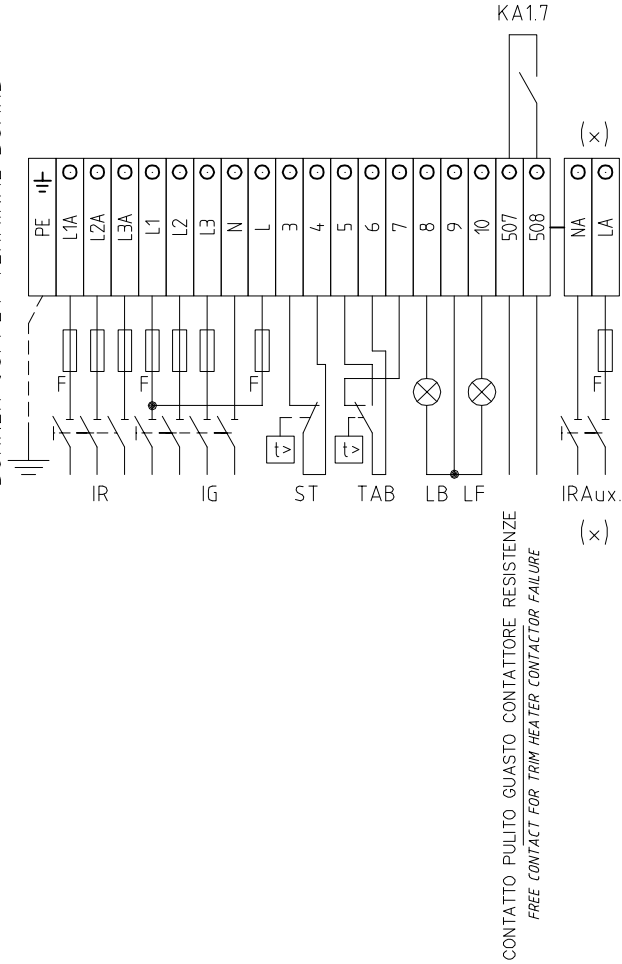 KA1.7
(x)
PE
L1A
L2A
L3A
L1
L2
L3
N
L
3
4
5
6
7
8
9
10
507
508
NA
LA
F
F
F
F
t>
t>
IR
IG
ST
TAB
LB
LF
IRAux.
(x)
CONTATTO PULITO GUASTO CONTATTORE RESISTENZE
FREE CONTACT FOR TRIM HEATER CONTACTOR FAILURE